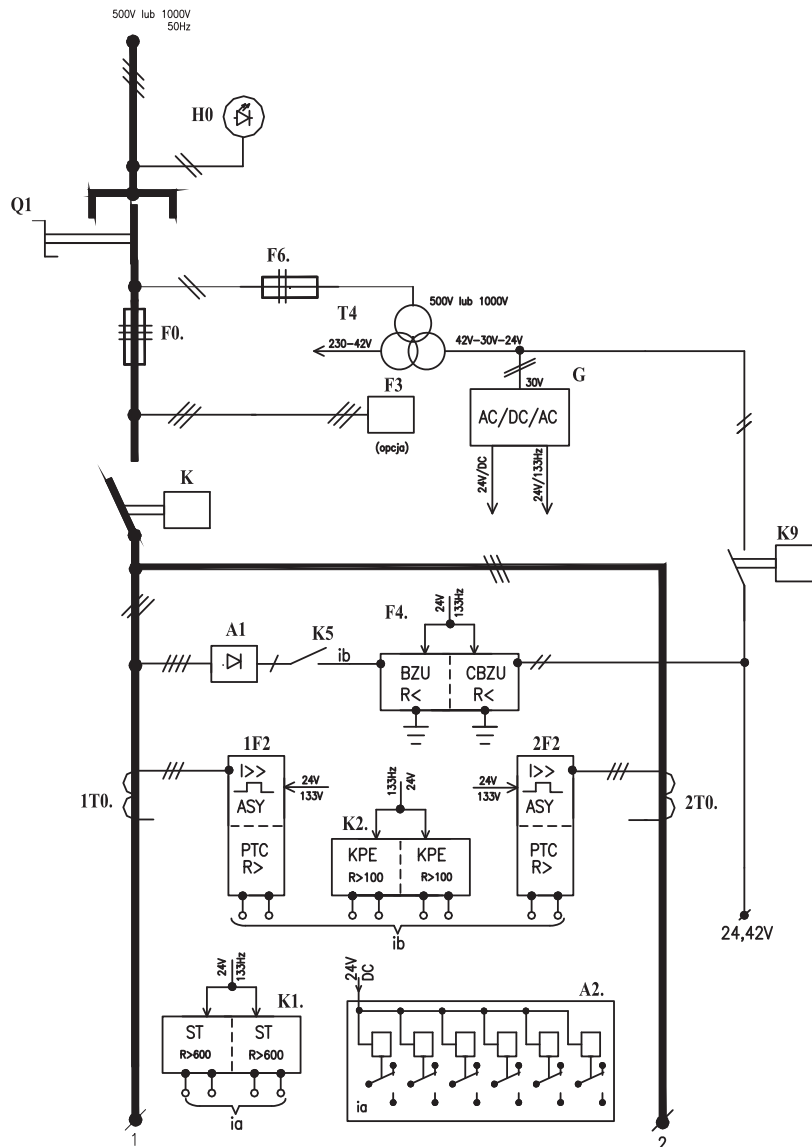 500V lub 1000V
50Hz
H0
Q1
F6.
T4
500V lub 1000V
F0.
230-42V
42V-30V-24V
F3
G
30V
AC/DC/AC
(opcja)
24V/DC
24V/133Hz
K
K9
F4.
24V
133Hz
A1
K5
ib
BZU
R<
CBZU
R<
1F2
2F2
I>>
ASY
PTC
R>
24V
133V
133Hz
24V
24V
133V
I>>
ASY
PTC
R>
1T0.
2T0.
K2.
KPE
R>100
KPE
R>100
ib
24,42V
24V
133Hz
K1.
ST
R>600
ST
R>600
ia
24V
DC
A2.
ia
1
2